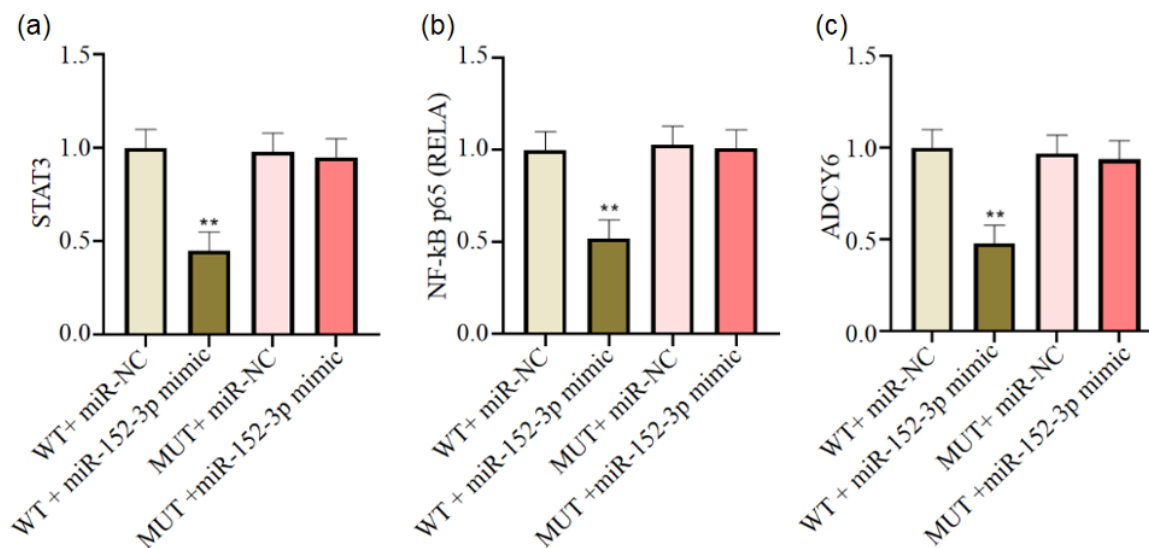 (a)
1.5
1.0
0.5
0.0
STAT3
**
WT+ miR-NC
WT + miR-152-3p mimic
MUT+ miR-NC
MUT +miR-152-3p mimic
(b)
1.5
1.0
0.5
0.0
NF-kB p65 (RELA)
**
WT+ miR-NC
WT + miR-152-3p mimic
MUT+ miR-NC
MUT +miR-152-3p mimic
(c)
1.5
1.0
0.5
0.0
ADCY6
**
WT+ miR-NC
WT + miR-152-3p mimic
MUT+ miR-NC
MUT +miR-152-3p mimic